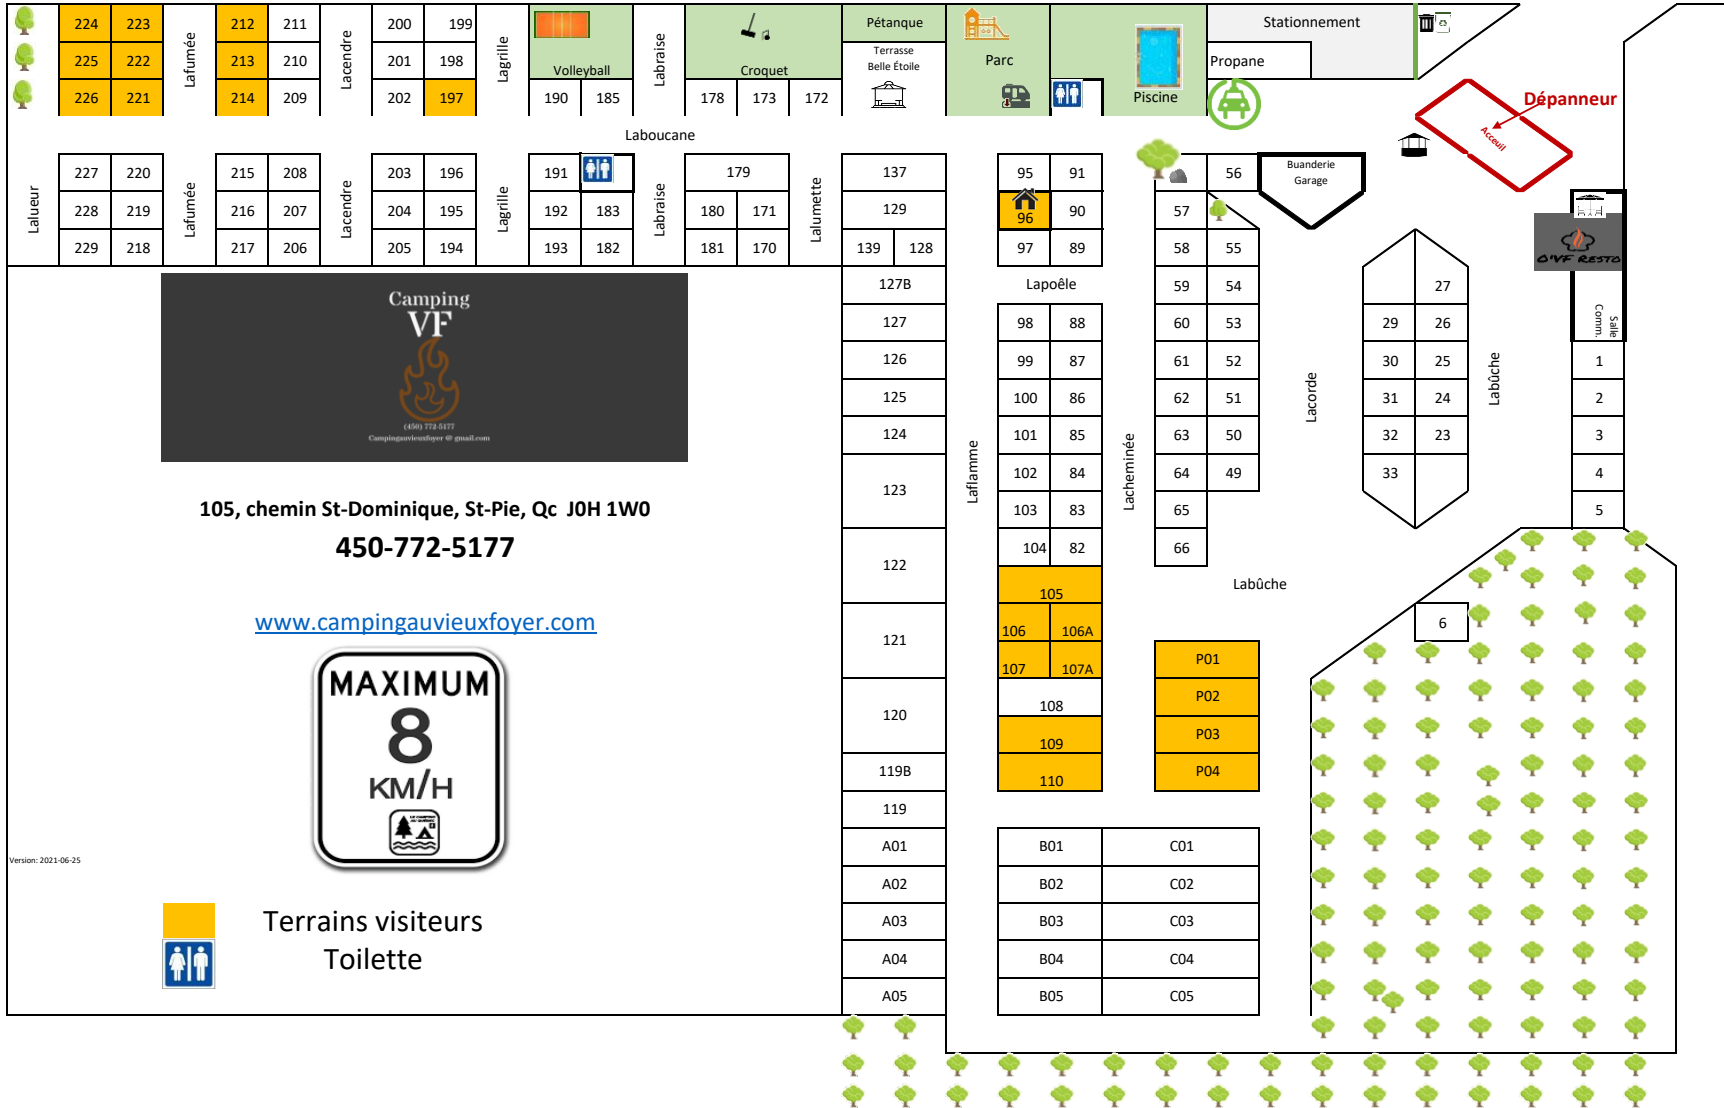 224 223 212 211 200 199 Volleyball Croquet Pétanque Parc Piscine Stationnement
225 222 213 210 201 198 Terrasse
Belle Étoile
Propane
226 221 214 209 202 197 190 185 178 173 172
Lafumée
Lacendre
Lagrille
Labraise
Dépanneur
Acceuil
Laboucane
227 220 215 208 203 196 191 179 137 95 91 56
Buanderie
Garage
228 219 216 207 204 195 192 183 180 171 129 96 90 57
229 218 217 206 205 194 193 182 181 170 139 128 97 89 58 55
Lalueur
Lafumée
Lacendre
Lagrille
Labraise
Lalumette
O'VF RESTO
127B Lapoêle 59 54 27
127 98 88 60 53 29 26
Salle
Comm.
126 99 87 61 52 30 25 1
125 100 86 62 51 31 24 2
124 101 85 63 50 32 23 3
123 102 84 64 49 33 4
103 83 65 5
122 104 82 66
Laflamme
Lacheminée
Lacorde
Labûche
Labûche
105
121 106 106A 6
107 107A P01
120 108 P02
109 P03
119B 110 P04
119
A01 B01 C01
A02 B02 C02
A03 B03 C03
A04 B04 C04
A05 B05 C05
Camping
VF
(450) 772-5177
Campingauvieuxfoyer @ gmail.com
105, chemin St-Dominique, St-Pie, Qc J0H 1W0
450-772-5177
www.campingauvieuxfoyer.com
MAXIMUM
8
KM/H
Version: 2021-06-25
Terrains visiteurs
Toilette